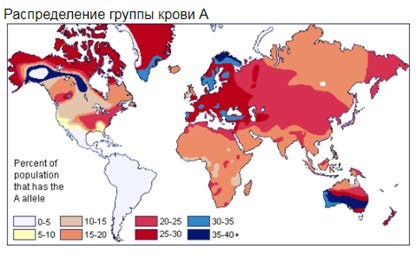 Распределение группы крови А
Percent of
population
that has the
A allele
0-5 10-15 20-25 30-35
5-10 15-20 25-30 35-40+